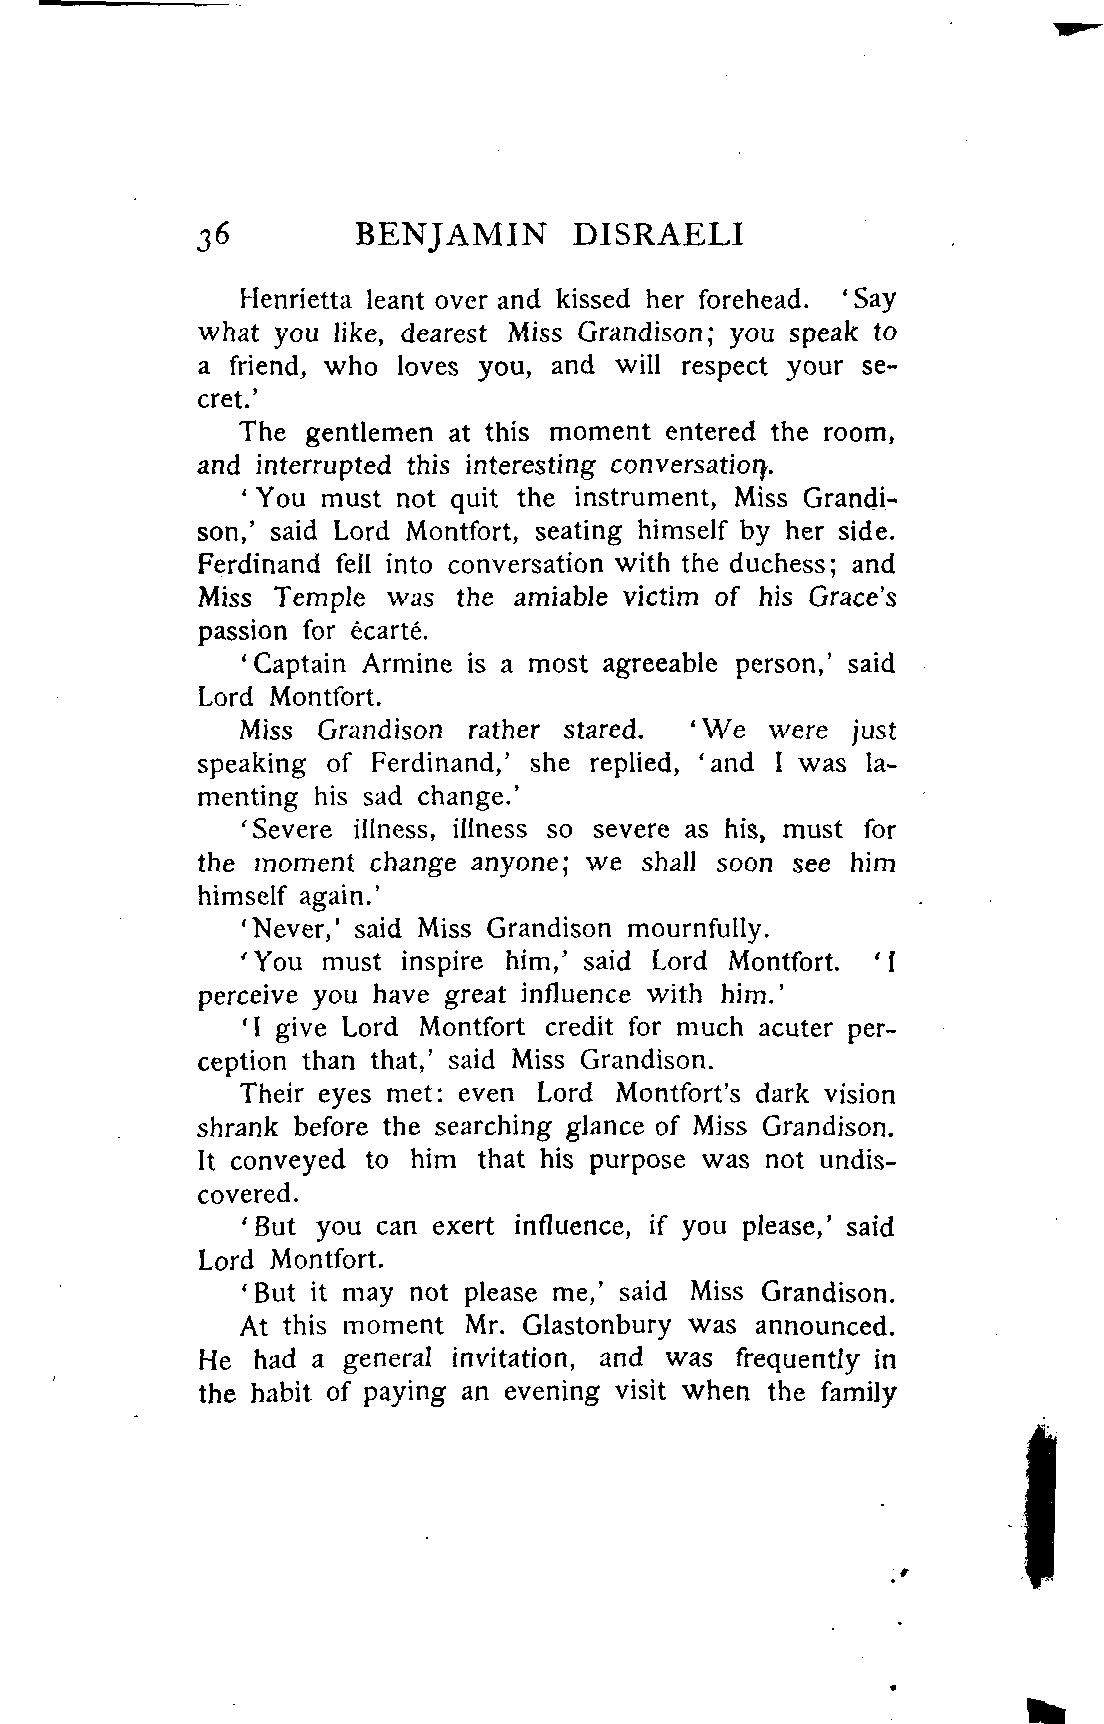 36 BENJAMIN DISRAELI
Henrietta leant over and kissed her forehead. ‘Say
what you like, dearest Miss Grandison; you speak to
a friend, who loves you, and will respect your se-
cret.’
The gentlemen at this moment entered the room,
and interrupted this interesting conversation.
‘You must not quit the instrument, Miss Grandi-
son,’ said Lord Montfort, seating himself by her side.
Ferdinand fell into conversation with the duchess; and
Miss Temple was the amiable victim of his Grace’s
passion for écarté.
‘Captain Armine is a most agreeable person,’ said
Lord Montfort.
Miss Grandison rather stared. ‘We were just
speaking of Ferdinand,’ she replied, ‘and I was la-
menting his sad change.’
‘Severe illness, illness so severe as his, must for
the moment change anyone; we shall soon see him
himself again.’
‘Never,’ said Miss Grandison mournfully.
‘You must inspire him,’ said Lord Montfort. ‘I
perceive you have great influence with him.’
‘I give Lord Montfort credit for much acuter per-
ception than that,’ said Miss Grandison.
Their eyes met: even Lord Montfort’s dark vision
shrank before the searching glance of Miss Grandison.
It conveyed to him that his purpose was not undis-
covered.
‘But you can exert influence, if you please,’ said
Lord Montfort.
‘But it may not please me,’ said Miss Grandison.
At this moment Mr. Glastonbury was announced.
He had a general invitation, and was frequently in
the habit of paying an evening visit when the family